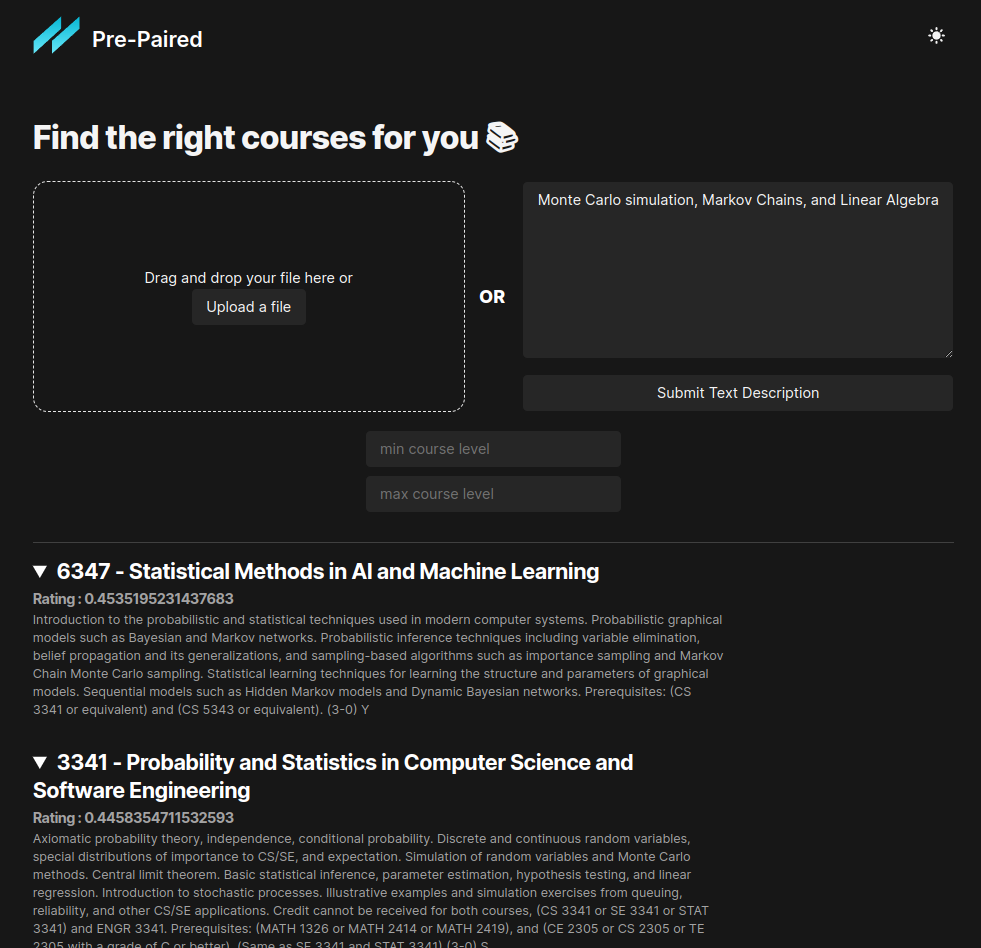 Pre-Paired
Find the right courses for you 📚
Drag and drop your file here or
Upload a file
OR
Monte Carlo simulation, Markov Chains, and Linear Algebra
Submit Text Description
min course level
max course level
▼ 6347 - Statistical Methods in AI and Machine Learning
Rating : 0.4535195231437683
Introduction to the probabilistic and statistical techniques used in modern computer systems. Probabilistic graphical
models such as Bayesian and Markov networks. Probabilistic inference techniques including variable elimination,
belief propagation and its generalizations, and sampling-based algorithms such as importance sampling and Markov
Chain Monte Carlo sampling. Statistical learning techniques for learning the structure and parameters of graphical
models. Sequential models such as Hidden Markov models and Dynamic Bayesian networks. Prerequisites: (CS
3341 or equivalent) and (CS 5343 or equivalent). (3-0) Y
▼ 3341 - Probability and Statistics in Computer Science and
Software Engineering
Rating : 0.4458354711532593
Axiomatic probability theory, independence, conditional probability. Discrete and continuous random variables,
special distributions of importance to CS/SE, and expectation. Simulation of random variables and Monte Carlo
methods. Central limit theorem. Basic statistical inference, parameter estimation, hypothesis testing, and linear
regression. Introduction to stochastic processes. Illustrative examples and simulation exercises from queuing,
reliability, and other CS/SE applications. Credit cannot be received for both courses, (CS 3341 or SE 3341 or STAT
3341) and ENGR 3341. Prerequisites: (MATH 1326 or MATH 2414 or MATH 2419), and (CE 2305 or CS 2305 or TE
2305 with a grade of C or better). (Same as SE 3341 and STAT 3341) (3-0) S